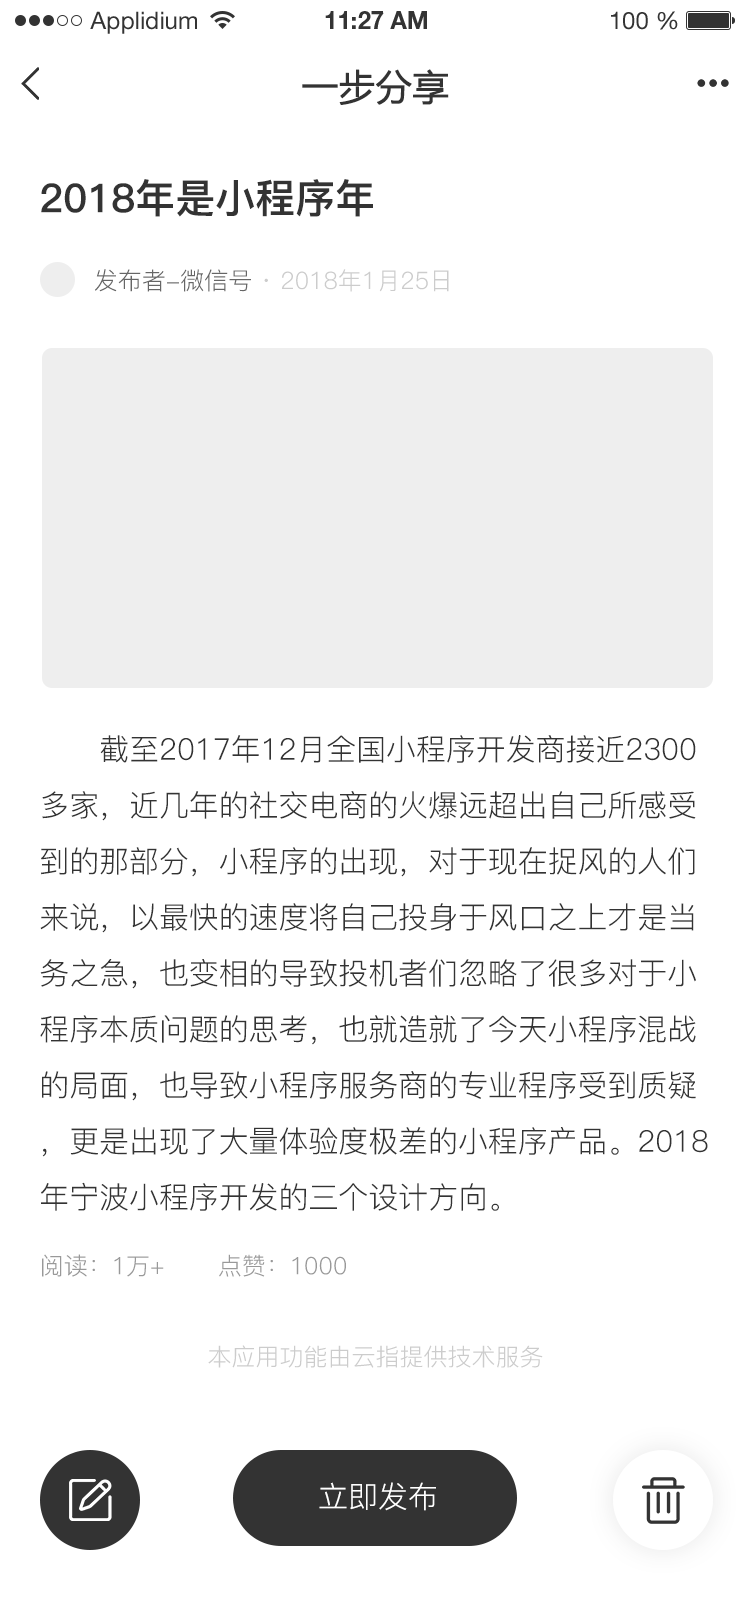 Applidium 11:27 AM 100 %
一步分享
2018年是小程序年
发布者-微信号 · 2018年1月25日
截至2017年12月全国小程序开发商接近2300
多家，近几年的社交电商的火爆远超出自己所感受
到的那部分，小程序的出现，对于现在捉风的人们
来说，以最快的速度将自己投身于风口之上才是当
务之急，也变相的导致投机者们忽略了很多对于小
程序本质问题的思考，也就造就了今天小程序混战
的局面，也导致小程序服务商的专业程序受到质疑
，更是出现了大量体验度极差的小程序产品。2018
年宁波小程序开发的三个设计方向。
阅读：1万+ 点赞：1000
本应用功能由云指提供技术服务
立即发布